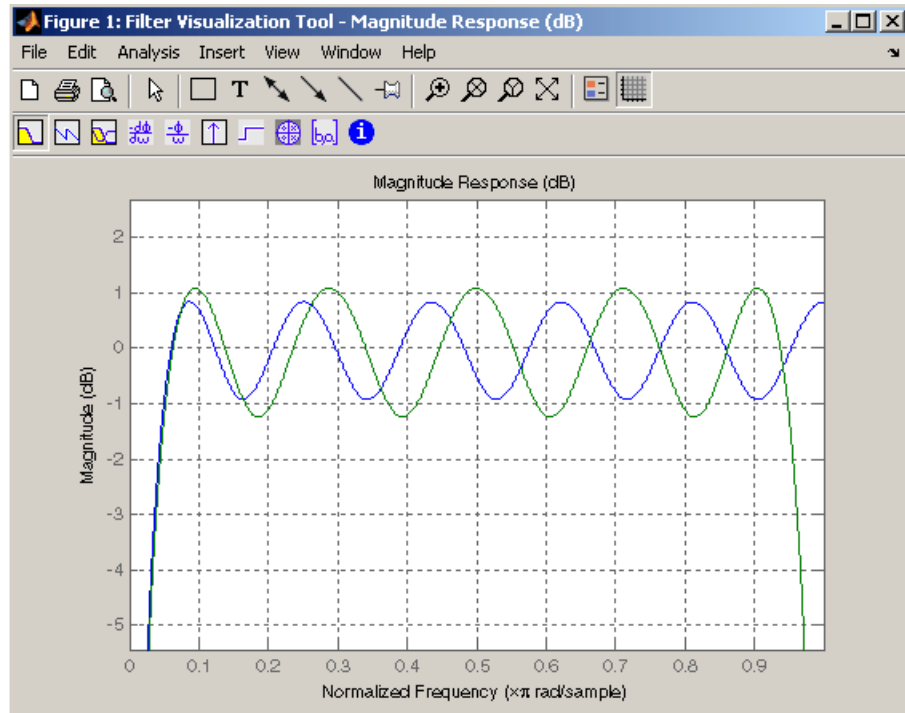 Figure 1: Filter Visualization Tool - Magnitude Response (dB)
File Edit Analysis Insert View Window Help
T
Magnitude Response (dB)
2
1
0
-1
-2
-3
-4
-5
Magnitude (dB)
0 0.1 0.2 0.3 0.4 0.5 0.6 0.7 0.8 0.9
Normalized Frequency (×π rad/sample)